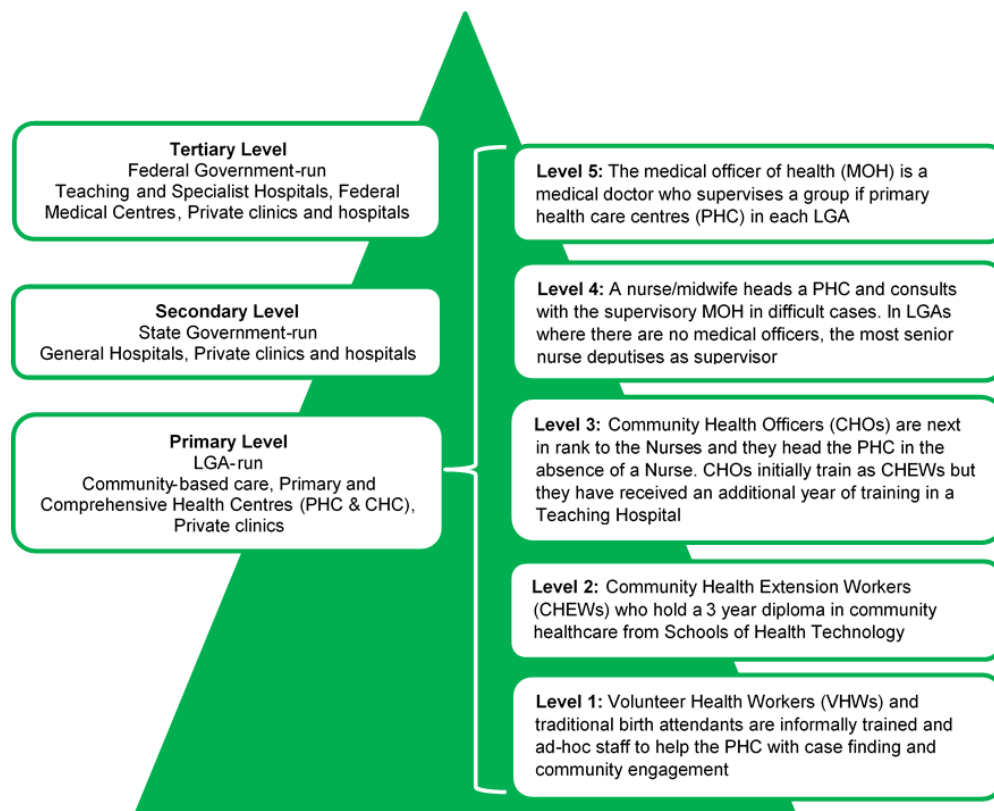 Tertiary Level
Federal Government-run
Teaching and Specialist Hospitals, Federal
Medical Centres, Private clinics and hospitals
Secondary Level
State Government-run
General Hospitals, Private clinics and hospitals
Primary Level
LGA-run
Community-based care, Primary and
Comprehensive Health Centres (PHC & CHC),
Private clinics
Level 5: The medical officer of health (MOH) is a
medical doctor who supervises a group if primary
health care centres (PHC) in each LGA
Level 4: A nurse/midwife heads a PHC and consults
with the supervisory MOH in difficult cases. In LGAs
where there are no medical officers, the most senior
nurse deputises as supervisor
Level 3: Community Health Officers (CHOs) are next
in rank to the Nurses and they head the PHC in the
absence of a Nurse. CHOs initially train as CHEWs but
they have received an additional year of training in a
Teaching Hospital
Level 2: Community Health Extension Workers
(CHEWs) who hold a 3 year diploma in community
healthcare from Schools of Health Technology
Level 1: Volunteer Health Workers (VHWs) and
traditional birth attendants are informally trained and
ad-hoc staff to help the PHC with case finding and
community engagement